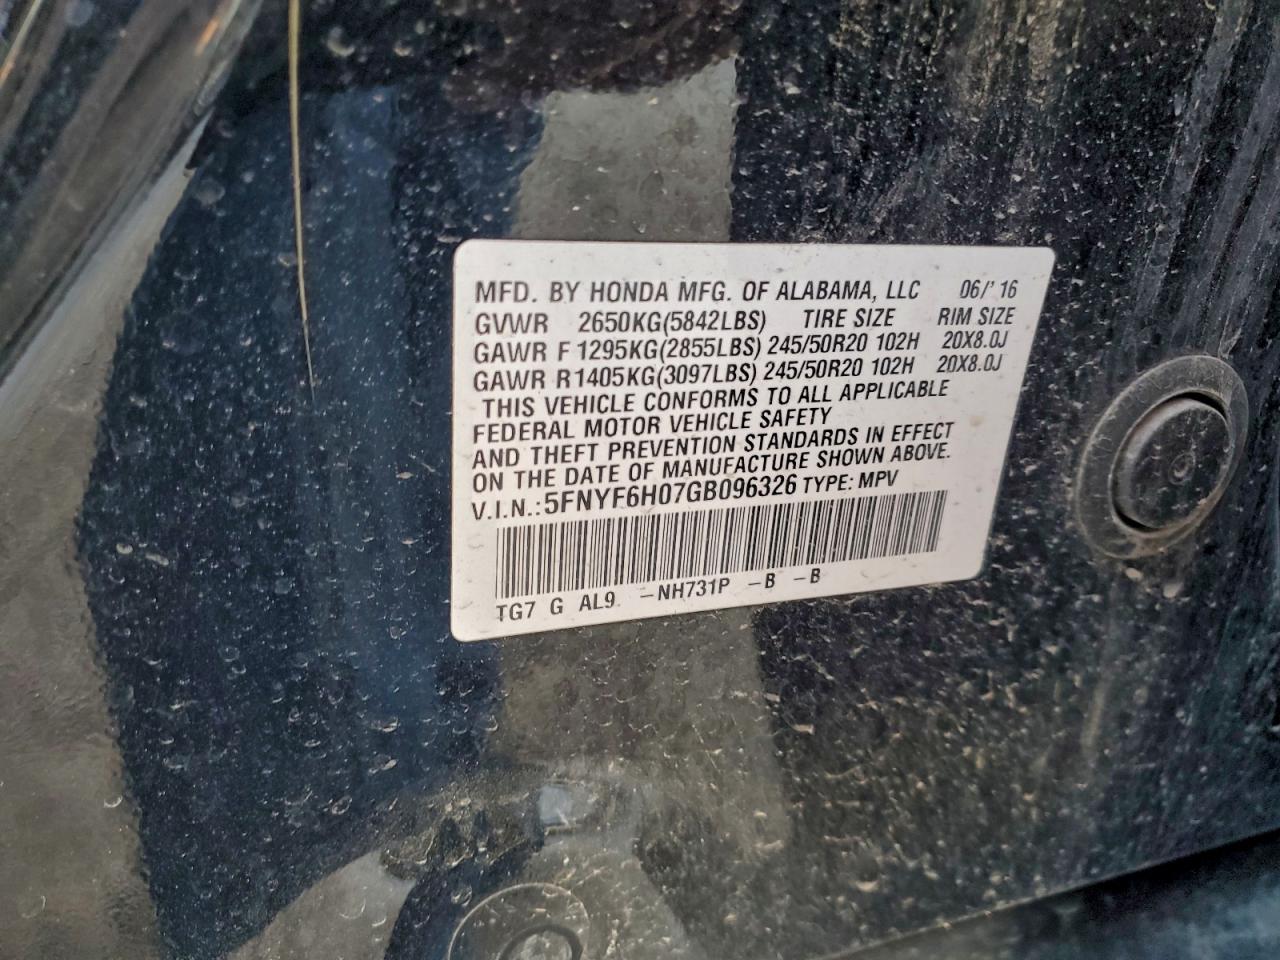 MFD. BY HONDA MFG. OF ALABAMA, LLC 06/'16
GVWR 2650KG(5842LBS) TIRE SIZE RIM SIZE
GAWR F 1295KG(2855LBS) 245/50R20 102H 20X8.0J
GAWR R1405KG(3097LBS) 245/50R20 102H 20X8.0J
THIS VEHICLE CONFORMS TO ALL APPLICABLE
FEDERAL MOTOR VEHICLE SAFETY
AND THEFT PREVENTION STANDARDS IN EFFECT
ON THE DATE OF MANUFACTURE SHOWN ABOVE.
V.I.N.:5FNYF6H07GB096326 TYPE: MPV
TG7 G AL9 -NH731P -B -B